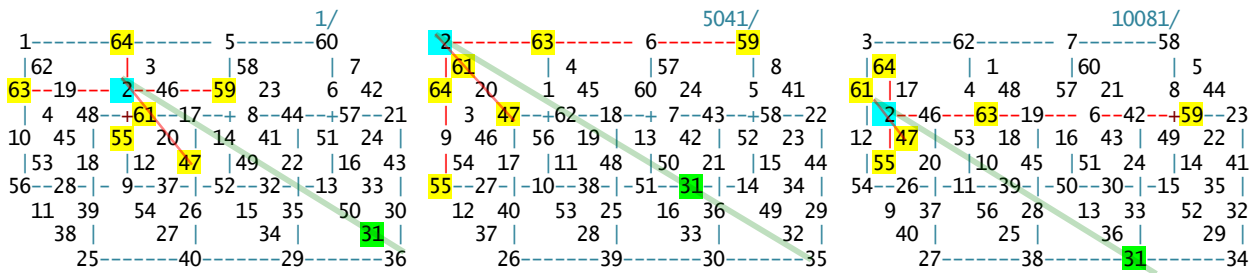 1/ 5041/ 10081/
1------64------- 5------60 2------63------- 6------59 3------62------- 7------58
|62 | 3 |58 | 7 |61 | 4 |57 | 8 |64 | 1 |60 | 5
63--19--- 2--46---59 23 6 42 64 20 1 45 60 24 5 41 61 |17 4 48 57 21 8 44
| 4 48--+61--17--+ 8--44--+57--21 | 3 47--+62--18--+ 7--43--+58--22 2--46--63--19---6--42--+59--23
10 45 55 20 14 41 51 24 9 46 56 19 13 42 52 23 12 47 53 18 16 43 49 22
|53 18 |12 47 |49 22 |16 43 |54 17 |11 48 |50 21 |15 44 55 20 |10 45 |51 24 |14 41
56--28--- 9--37---52--32---13 33 55--27---10--38---51 31---14 34 54--26---11--39---50--30---15 35
11 39 54 26 15 35 50 30 12 40 53 25 16 36 49 29 9 37 56 28 13 33 52 32
38 | 27 | 34 | 31 | 37 | 28 | 33 | 32 | 40 | 25 | 36 | 29 |
25------40------29------36 26------39------30------35 27------38------31------34